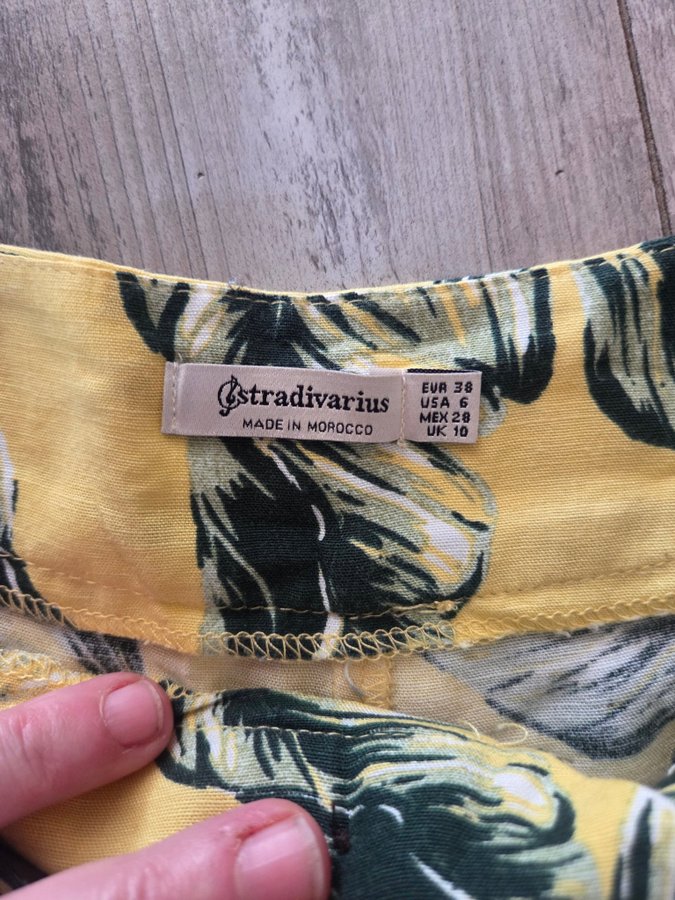 stradivarius
MADE IN MOROCCO
EUR 38
USA 6
MEX 28
UK 10